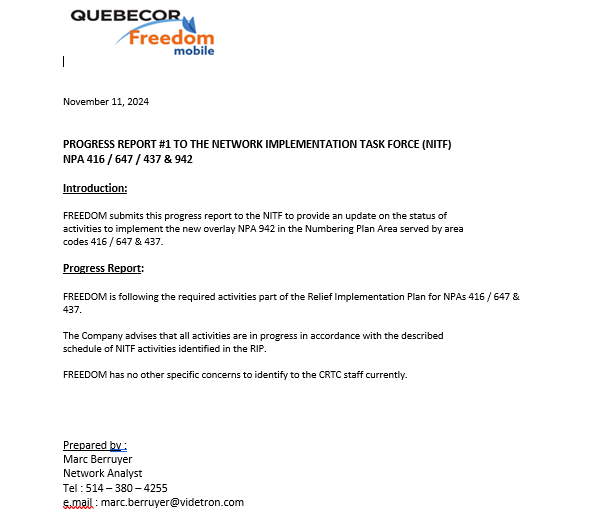 QUEBECOR
Freedom
mobile
November 11, 2024
PROGRESS REPORT #1 TO THE NETWORK IMPLEMENTATION TASK FORCE (NITF)
NPA 416 / 647 / 437 & 942
Introduction:
FREEDOM submits this progress report to the NITF to provide an update on the status of
activities to implement the new overlay NPA 942 in the Numbering Plan Area served by area
codes 416 / 647 & 437.
Progress Report:
FREEDOM is following the required activities part of the Relief Implementation Plan for NPAs 416 / 647 &
437.
The Company advises that all activities are in progress in accordance with the described
schedule of NITF activities identified in the RIP.
FREEDOM has no other specific concerns to identify to the CRTC staff currently.
Prepared by :
Marc Berruyer
Network Analyst
Tel : 514 – 380 – 4255
e.mail : marc.berruyer@videtron.com